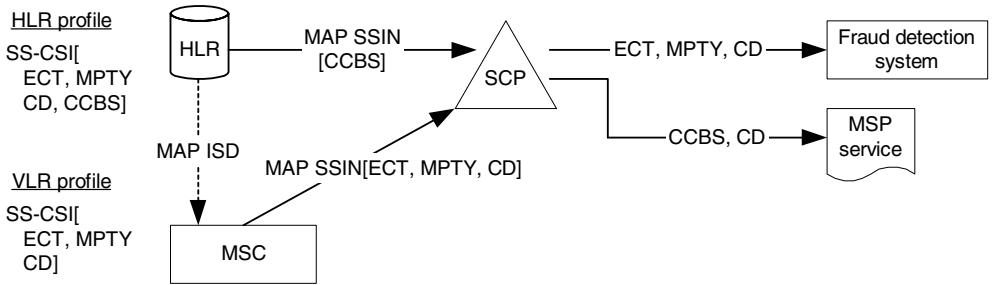 HLR profile
SS-CSI[
ECT, MPTY
CD, CCBS]
HLR
MAP SSIN
[CCBS]
SCP
ECT, MPTY, CD
Fraud detection
system
CCBS, CD
MSP
service
MAP ISD
MAP SSIN[ECT, MPTY, CD]
VLR profile
SS-CSI[
ECT, MPTY
CD]
MSC